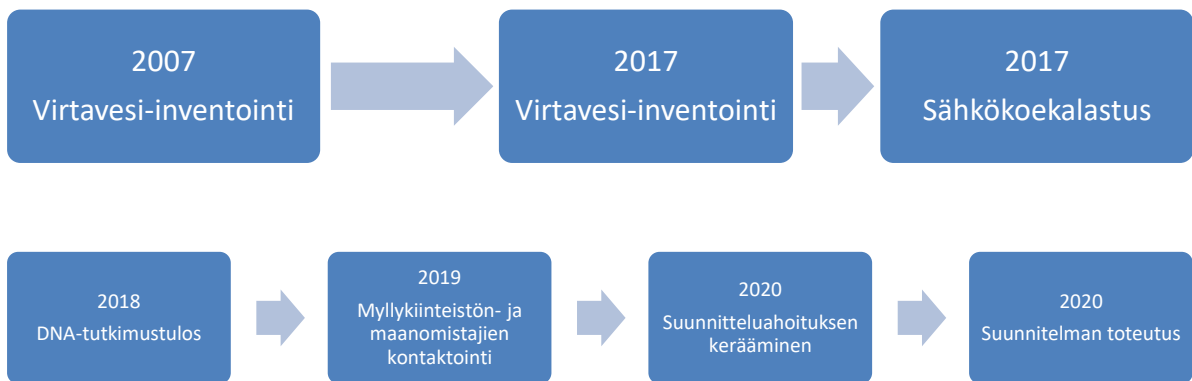 2007
Virtavesi-inventointi
2017
Virtavesi-inventointi
2017
Sähkökoekalastus
2018
DNA-tutkimustulos
2019
Myllykiinteistön- ja
maanomistajien
kontaktointi
2020
Suunnitteluahoituksen
kerääminen
2020
Suunnitelman toteutus